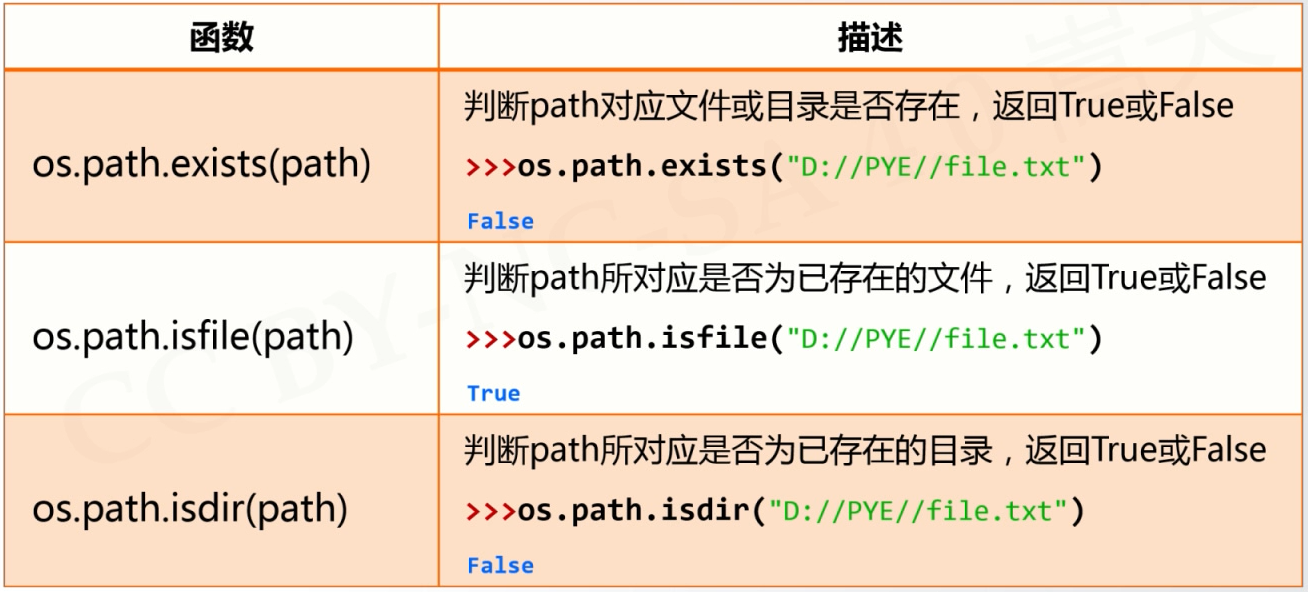 函数
描述
os.path.exists(path)
判断path对应文件或目录是否存在，返回True或False
>>>os.path.exists("D://PYE//file.txt")
False
os.path.isfile(path)
判断path所对应是否为已存在的文件，返回True或False
>>>os.path.isfile("D://PYE//file.txt")
True
os.path.isdir(path)
判断path所对应是否为已存在的目录，返回True或False
>>>os.path.isdir("D://PYE//file.txt")
False
CC BY-NC-SA 4.0 嵩天